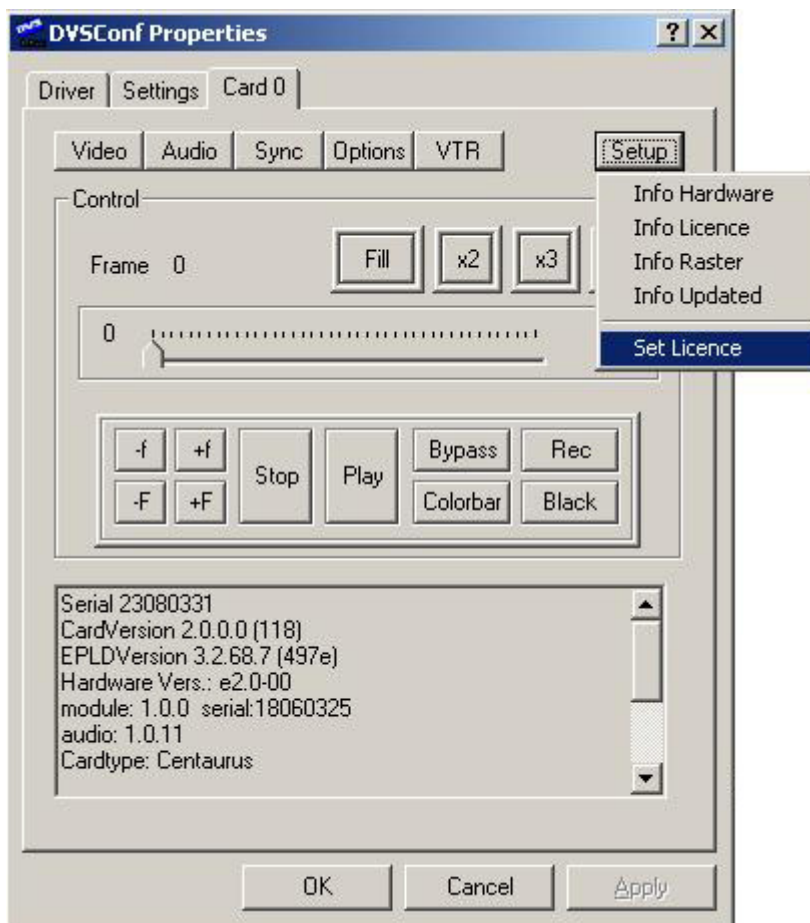 DVS
DVSConf Properties
Driver Settings Card 0
Video Audio Sync Options VTR Setup
Info Hardware
Info Licence
Info Raster
Info Updated
Set Licence
Control
Frame 0 Fill x2 x3
0
-f +f Stop Play Bypass Rec
-F +F Colorbar Black
Serial 23080331
CardVersion 2.0.0.0 (118)
EPLDVersion 3.2.68.7 (497e)
Hardware Vers.: e2.0-00
module: 1.0.0 serial:18060325
audio: 1.0.11
Cardtype: Centaurus
OK Cancel Apply